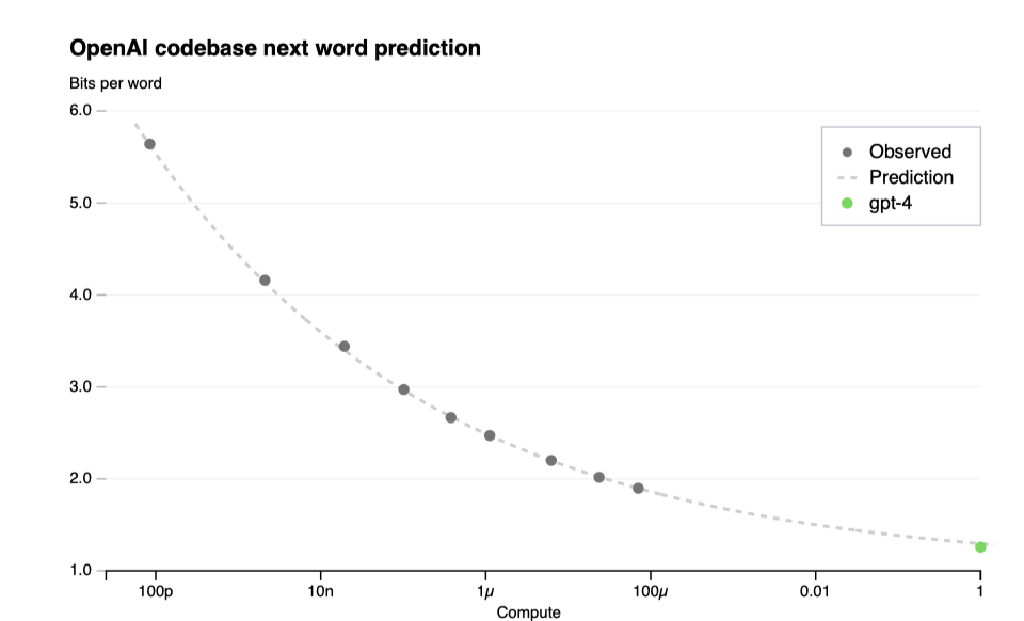 OpenAI codebase next word prediction
Bits per word
6.0
Observed
Prediction
gpt-4
5.0
4.0
3.0
2.0
1.0
100p 10n 1µ 100µ 0.01 1
Compute